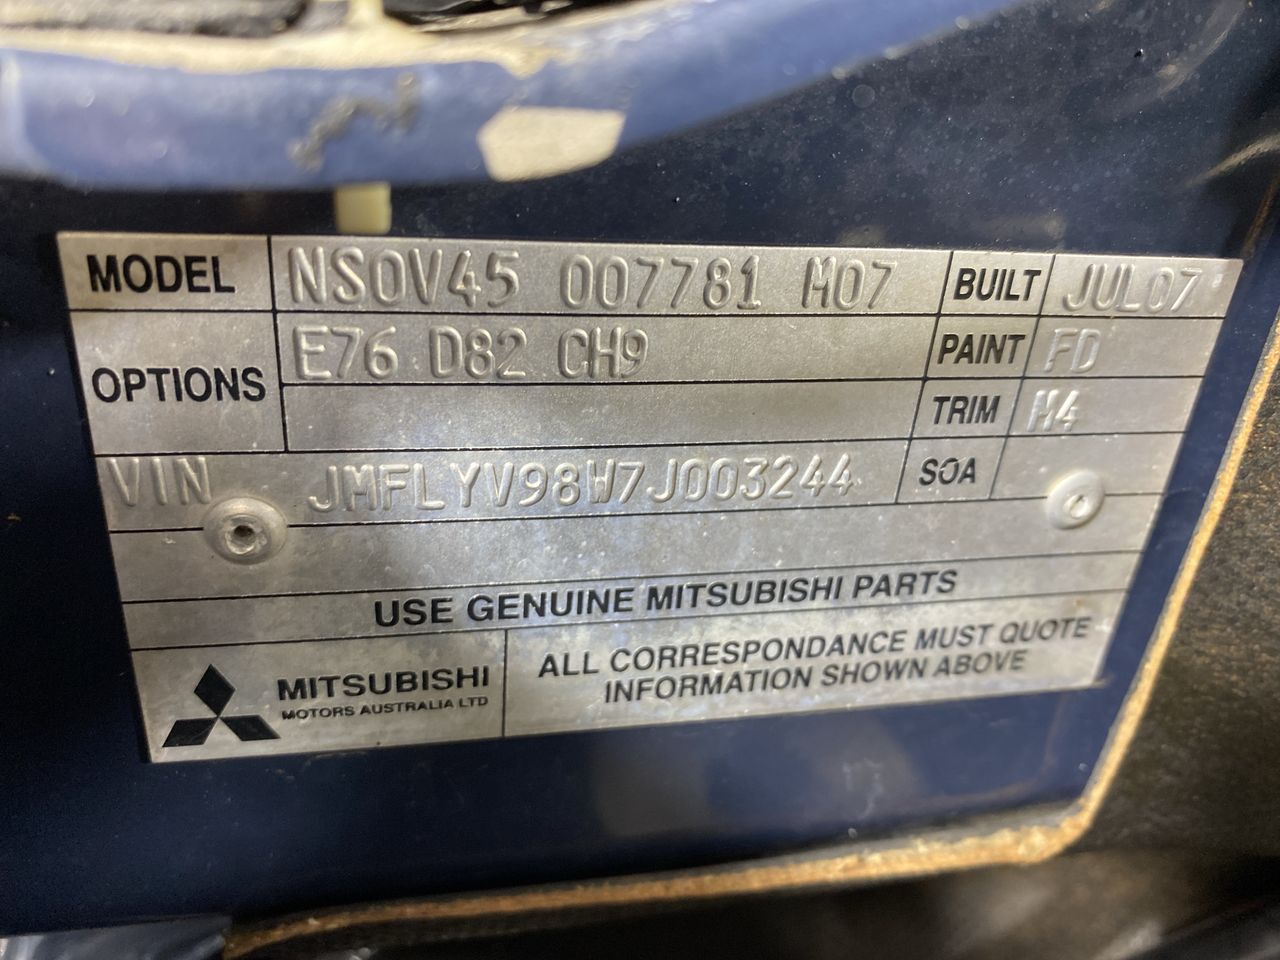 MODEL NS0V45 007781 M07 BUILT JUL07
OPTIONS E76 D82 CH9 PAINT FD
TRIM M4
VIN JMFLYV98W7J003244 SOA
USE GENUINE MITSUBISHI PARTS
MITSUBISHI
MOTORS AUSTRALIA LTD
ALL CORRESPONDANCE MUST QUOTE
INFORMATION SHOWN ABOVE